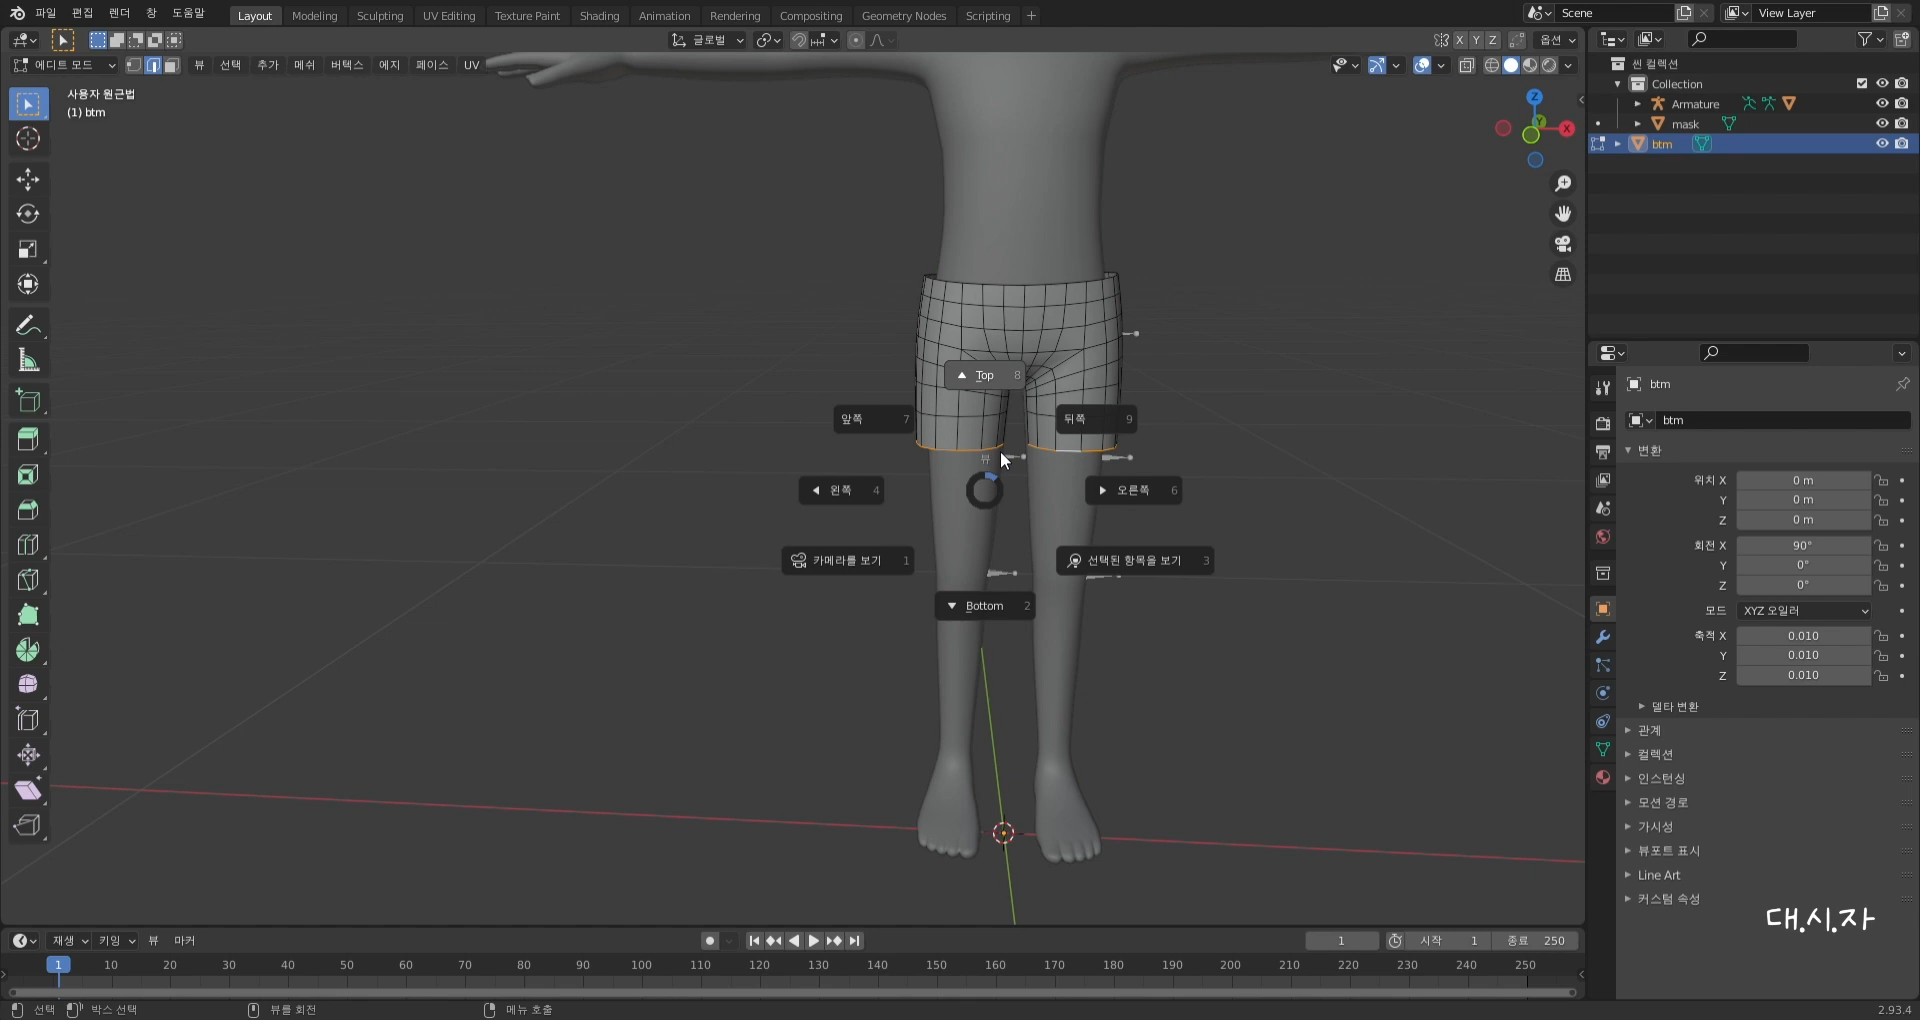 파일 편집 렌더 창 도움말 Layout Modeling Sculpting UV Editing Texture Paint Shading Animation Rendering Compositing Geometry Nodes Scripting + Scene View Layer
글로벌 X Y Z 옵션
에디트 모드 뷰 선택 추가 메쉬 버텍스 에지 페이스 UV
사용자 원근법
(1) btm
Z
Y
X
Top 8
앞쪽 7
뒤쪽 9
뷰
왼쪽 4
오른쪽 6
카메라를 보기 1
선택된 항목을 보기 3
Bottom 2
씬 컬렉션
Collection
Armature
mask
btm
btm
btm
변환
위치 X 0 m
Y 0 m
Z 0 m
회전 X 90°
Y 0°
Z 0°
모드 XYZ 오일러
축적 X 0.010
Y 0.010
Z 0.010
델타 변환
관계
컬렉션
인스턴싱
모션 경로
가시성
뷰포트 표시
Line Art
커스텀 속성
대.시.자
재생 키잉 뷰 마커 1 시작 1 종료 250
1 10 20 30 40 50 60 70 80 90 100 110 120 130 140 150 160 170 180 190 200 210 220 230 240 250
선택 박스 선택 뷰를 회전 메뉴 호출 2.93.4